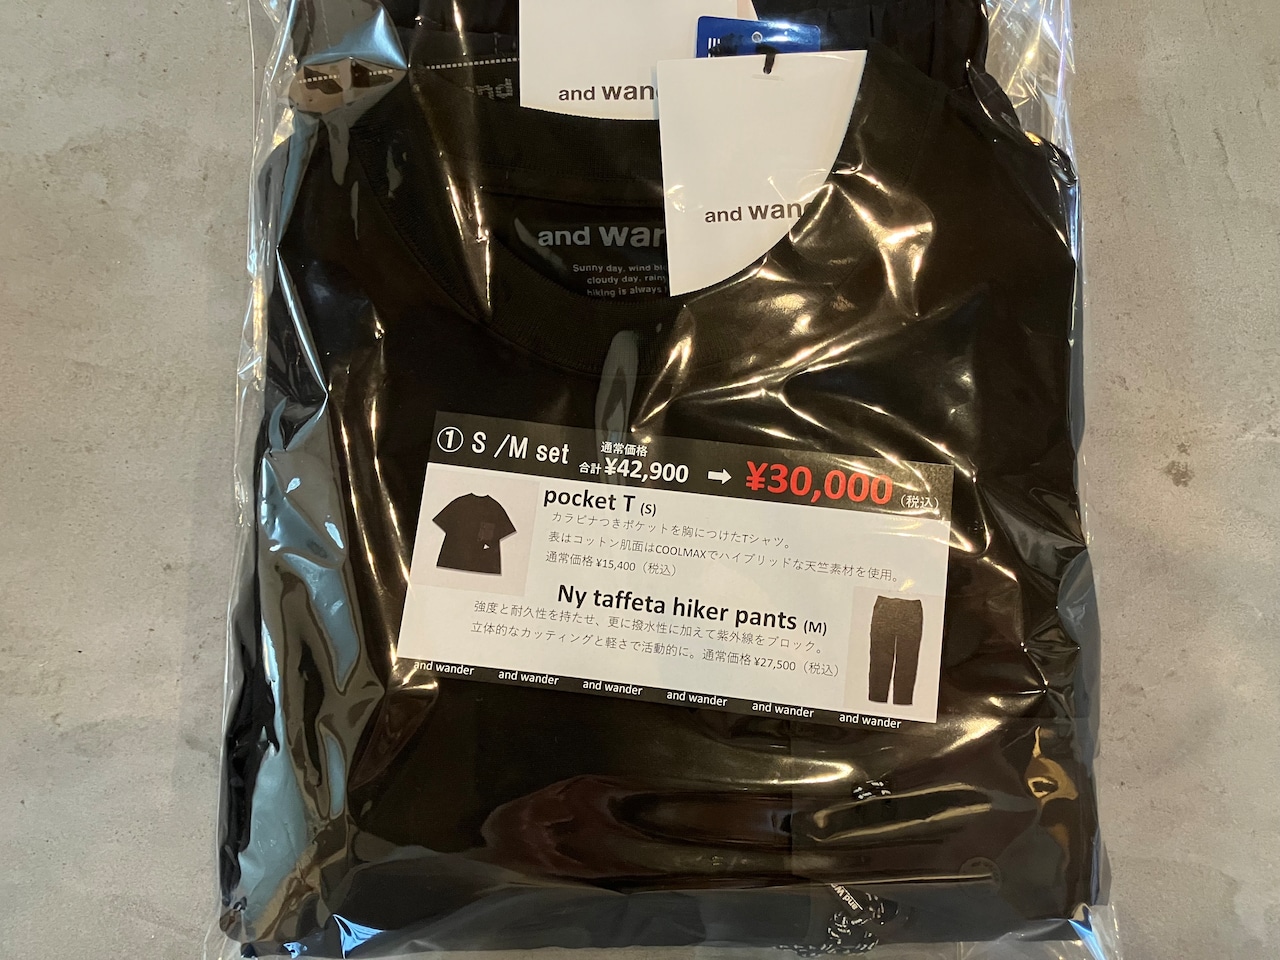 and wan
and wand
and war
Sunny day, wind
cloudy day, rainy
hiking is always
① S /M set 通常価格
合計 ¥42,900 → ¥30,000 (税込)
pocket T (S)
カラビナつきポケットを胸につけたTシャツ。
表はコットン肌面はCOOLMAXでハイブリッドな天竺素材を使用。
通常価格 ¥15,400（税込）
Ny taffeta hiker pants (M)
強度と耐久性を持たせ、更に撥水性に加えて紫外線をブロック。
立体的なカッティングと軽さで活動的に。通常価格 ¥27,500（税込）
and wander and wander and wander and wander and wander and wander